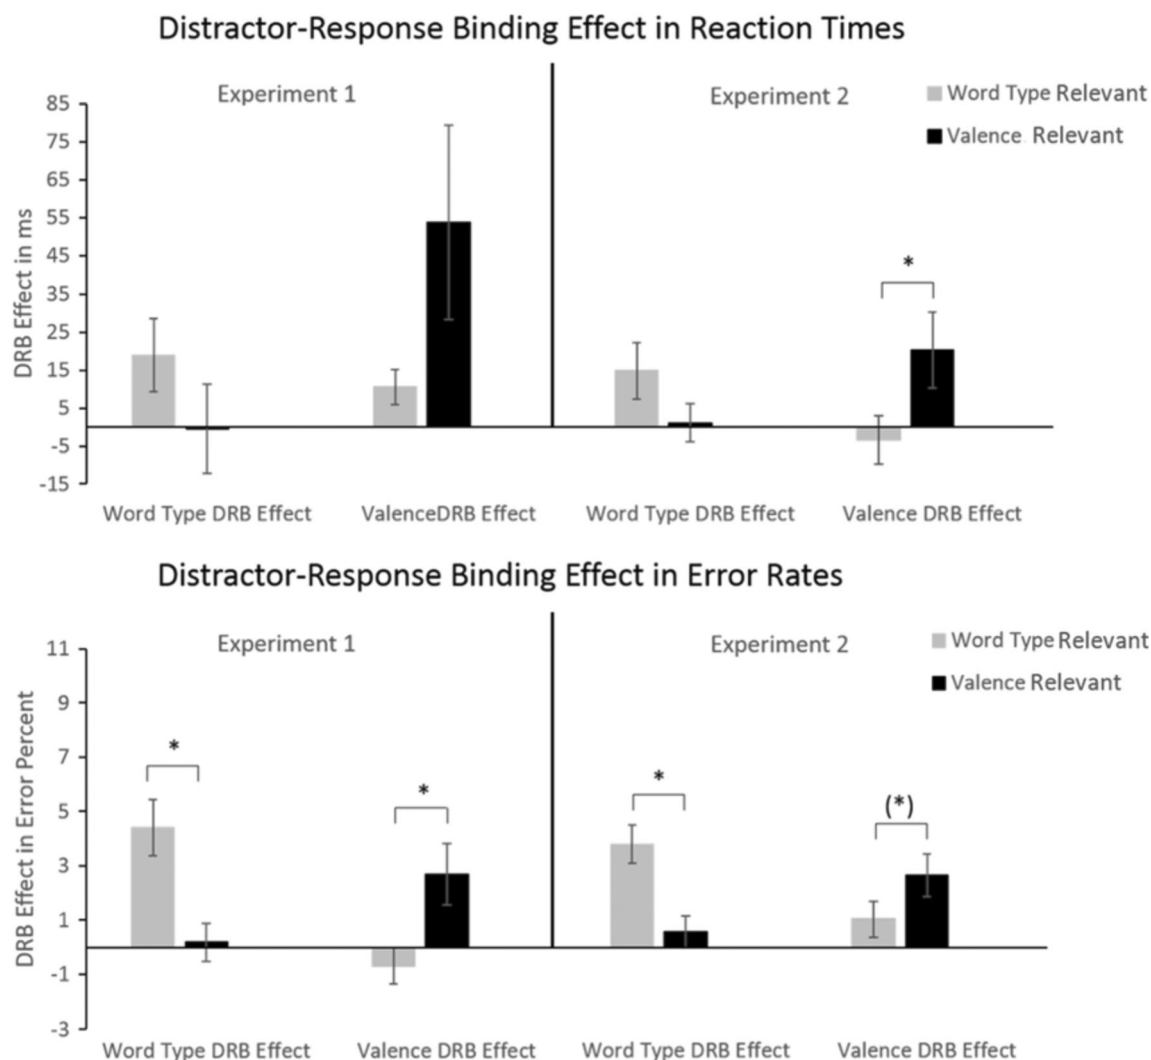 Distractor-Response Binding Effect in Reaction Times
Experiment 1
Experiment 2
Word Type Relevant
Valence Relevant
DRB Effect in ms
85
75
65
55
45
35
25
15
5
-5
-15
*
Word Type DRB Effect
ValenceDRB Effect
Word Type DRB Effect
Valence DRB Effect
Distractor-Response Binding Effect in Error Rates
Experiment 1
Experiment 2
Word Type Relevant
Valence Relevant
DRB Effect in Error Percent
11
9
7
5
3
1
-1
-3
*
*
*
(*)
Word Type DRB Effect
Valence DRB Effect
Word Type DRB Effect
Valence DRB Effect